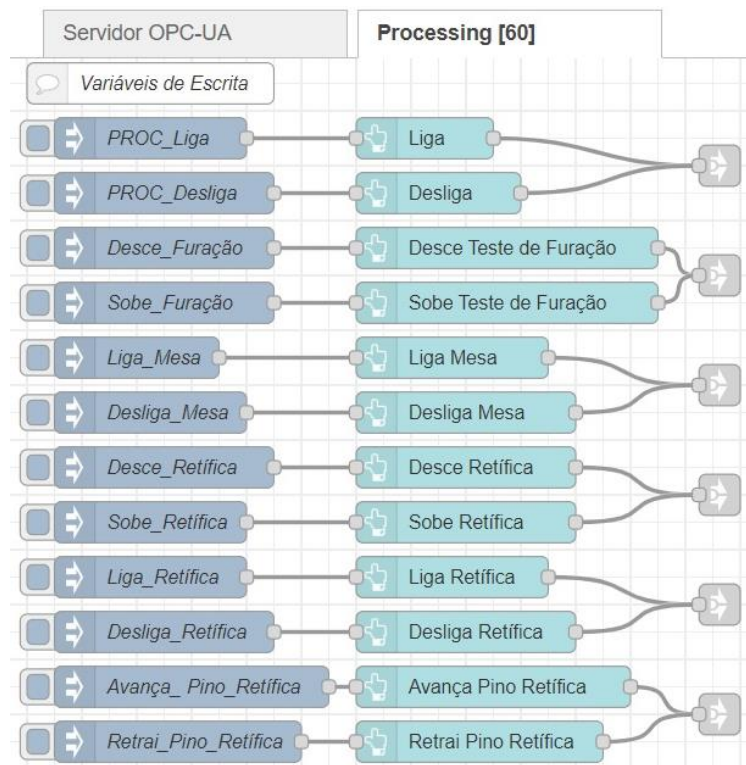 Servidor OPC-UA
Processing [60]
Variáveis de Escrita
PROC_Liga
Liga
PROC_Desliga
Desliga
Desce_Furação
Desce Teste de Furação
Sobe_Furação
Sobe Teste de Furação
Liga_Mesa
Liga Mesa
Desliga_Mesa
Desliga Mesa
Desce_Retífica
Desce Retífica
Sobe_Retífica
Sobe Retífica
Liga_Retífica
Liga Retífica
Desliga_Retífica
Desliga Retífica
Avança_ Pino_Retífica
Avança Pino Retífica
Retrai_Pino_Retífica
Retrai Pino Retífica